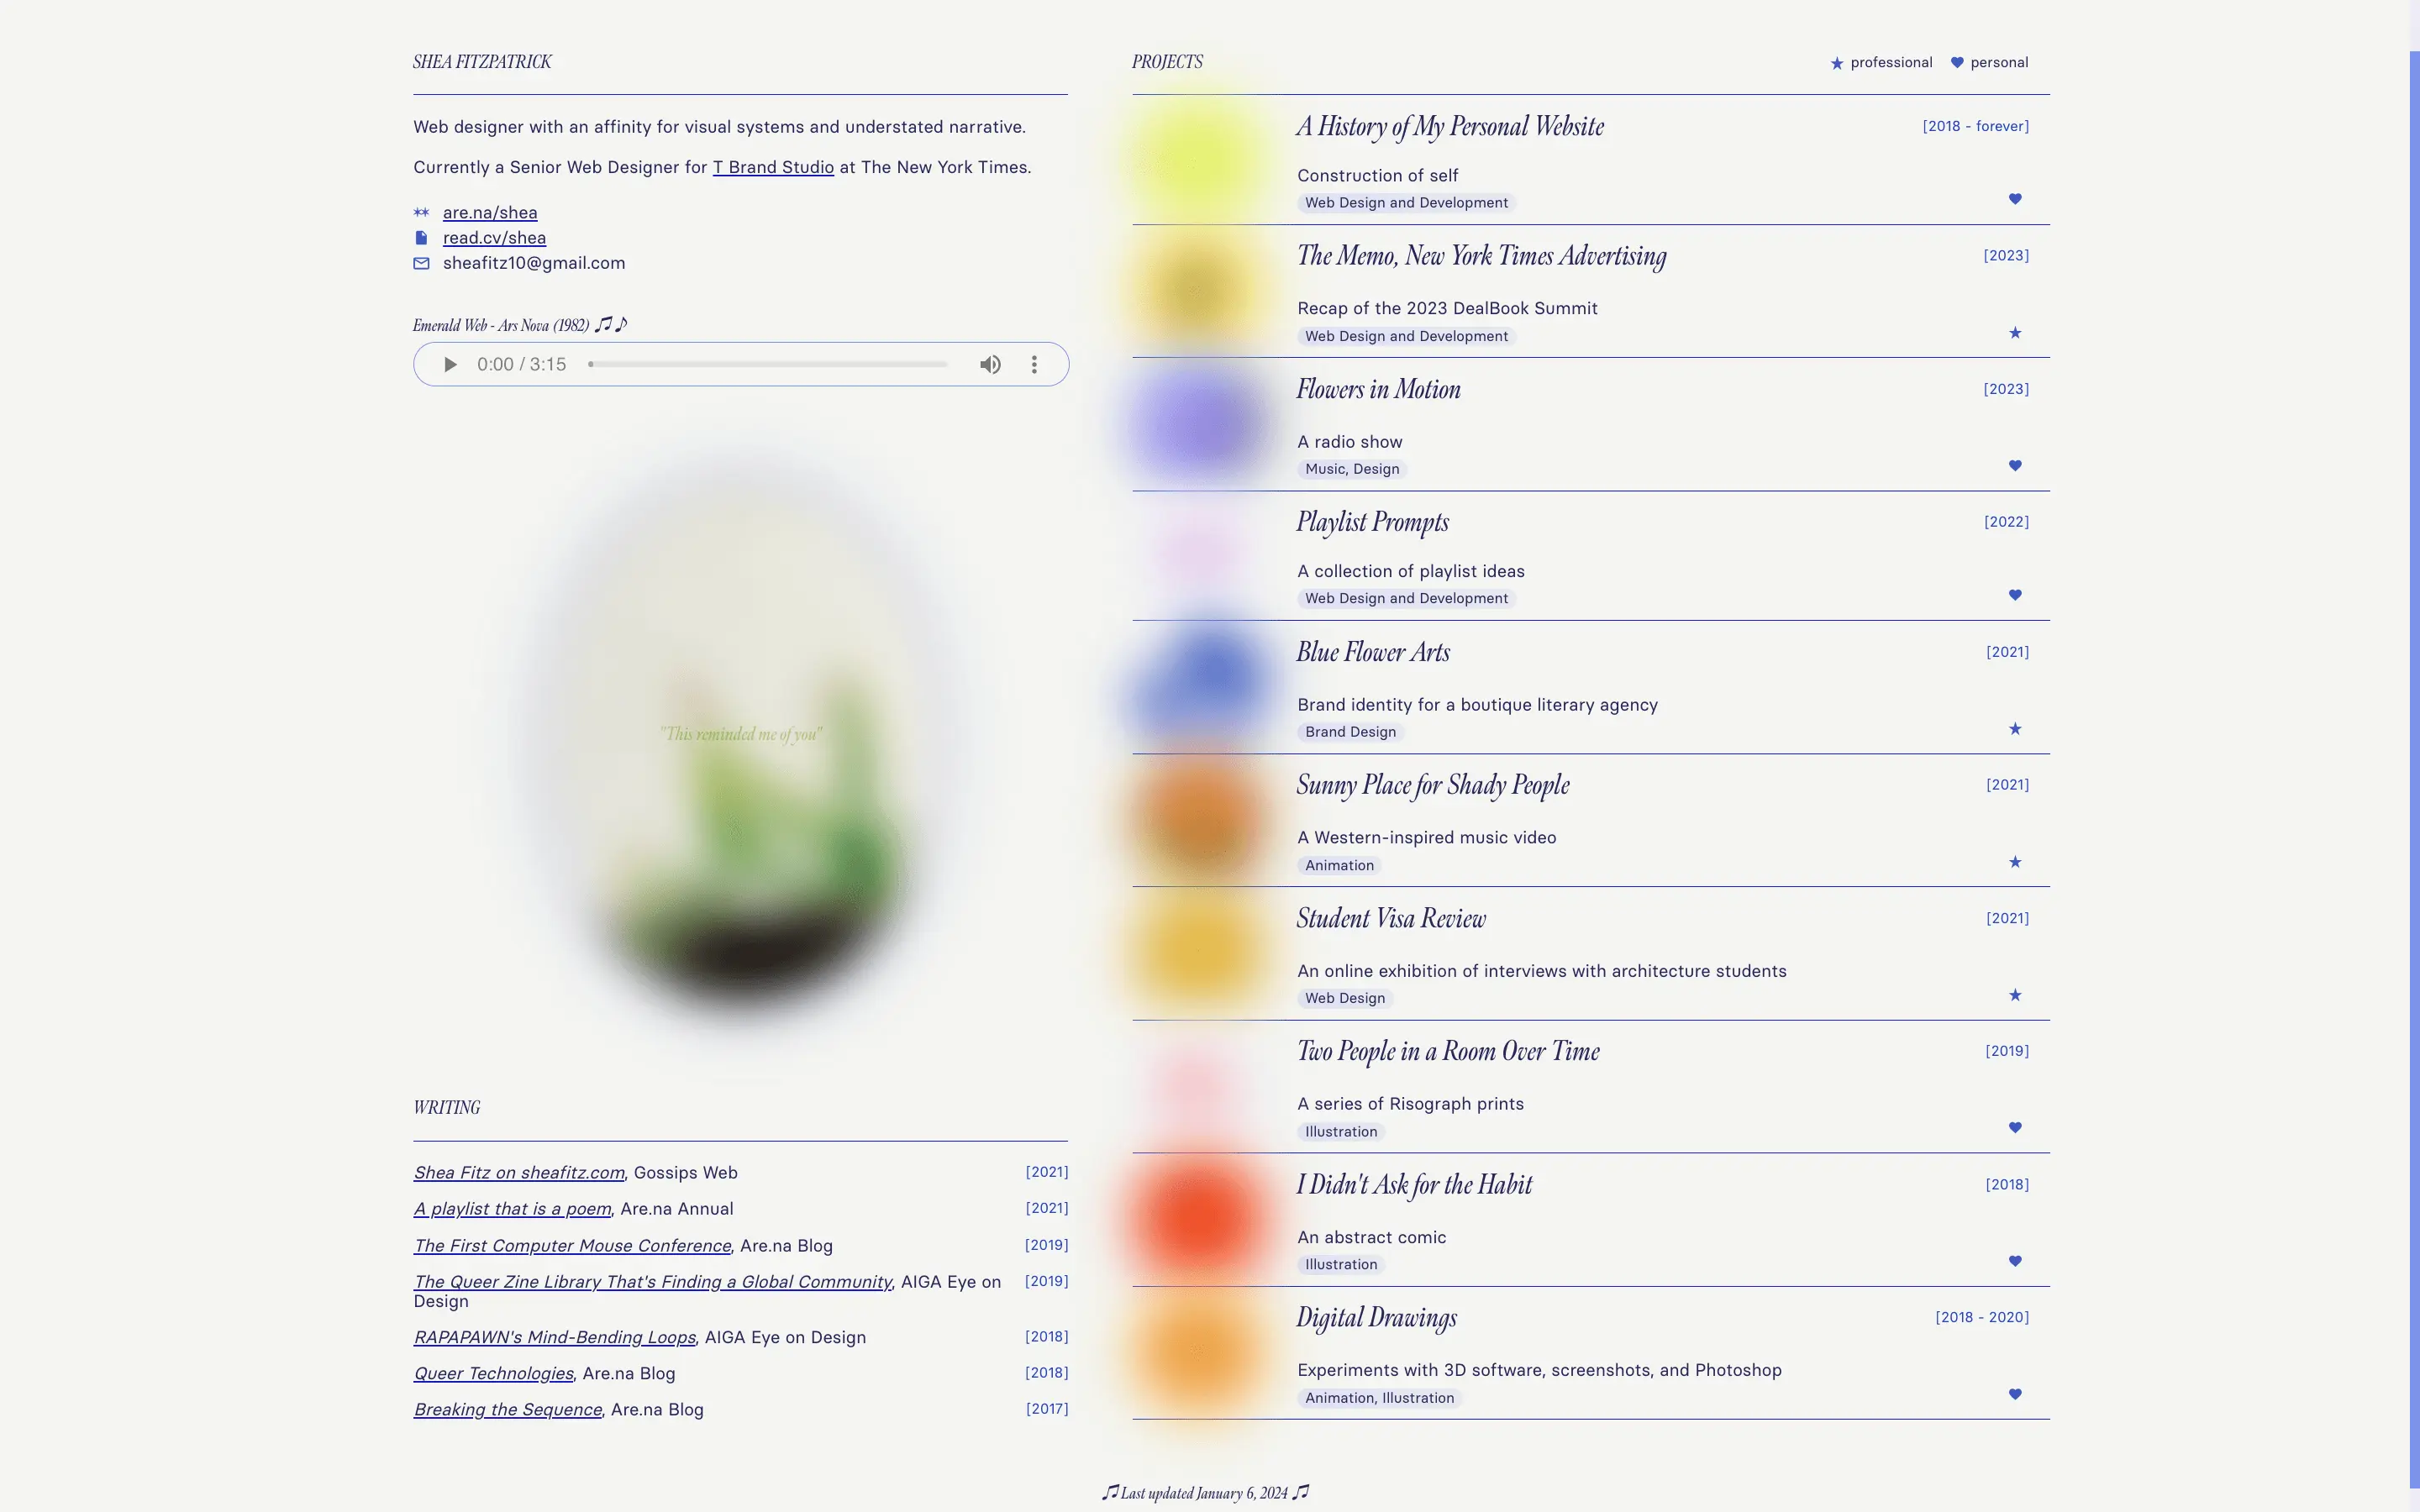 SHEA FITZPATRICK
Web designer with an affinity for visual systems and understated narrative.
Currently a Senior Web Designer for T Brand Studio at The New York Times.
are.na/shea
read.cv/shea
sheafitz10@gmail.com
Emerald Web - Ars Nova (1982) 🎵♪
0:00 / 3:15
"This reminded me of you"
WRITING
Shea Fitz on sheafitz.com, Gossips Web [2021]
A playlist that is a poem, Are.na Annual [2021]
The First Computer Mouse Conference, Are.na Blog [2019]
The Queer Zine Library That's Finding a Global Community, AIGA Eye on [2019]
Design
RAPAPAWN's Mind-Bending Loops, AIGA Eye on Design [2018]
Queer Technologies, Are.na Blog [2018]
Breaking the Sequence, Are.na Blog [2017]
PROJECTS ★ professional ♥ personal
A History of My Personal Website [2018 - forever]
Construction of self
Web Design and Development ♥
The Memo, New York Times Advertising [2023]
Recap of the 2023 DealBook Summit
Web Design and Development ★
Flowers in Motion [2023]
A radio show
Music, Design ♥
Playlist Prompts [2022]
A collection of playlist ideas
Web Design and Development ♥
Blue Flower Arts [2021]
Brand identity for a boutique literary agency
Brand Design ★
Sunny Place for Shady People [2021]
A Western-inspired music video
Animation ★
Student Visa Review [2021]
An online exhibition of interviews with architecture students
Web Design ★
Two People in a Room Over Time [2019]
A series of Risograph prints
Illustration ♥
I Didn't Ask for the Habit [2018]
An abstract comic
Illustration ♥
Digital Drawings [2018 - 2020]
Experiments with 3D software, screenshots, and Photoshop
Animation, Illustration ♥
♫ Last updated January 6, 2024 ♫